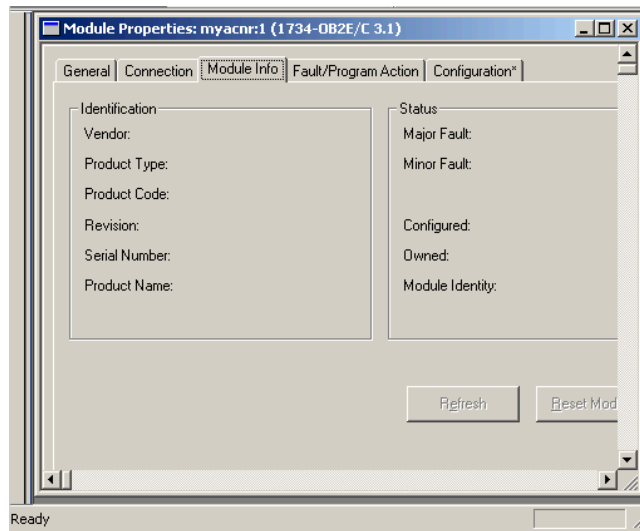 Module Properties: myacnr:1 (1734-OB2E/C 3.1)
General Connection Module Info Fault/Program Action Configuration*
Identification
Vendor:
Product Type:
Product Code:
Revision:
Serial Number:
Product Name:
Status
Major Fault:
Minor Fault:
Configured:
Owned:
Module Identity:
Refresh
Reset Mod
Ready